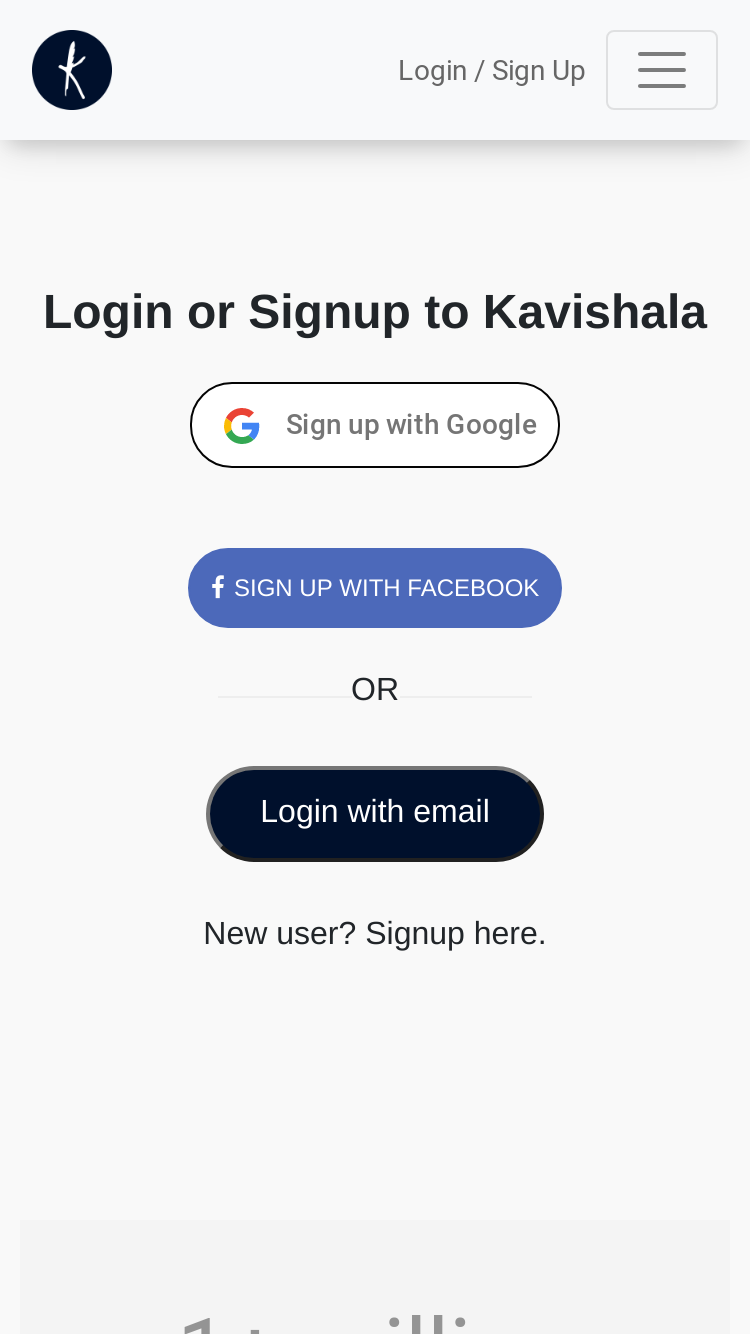 Login / Sign Up
Login or Signup to Kavishala
Sign up with Google
SIGN UP WITH FACEBOOK
OR
Login with email
New user? Signup here.